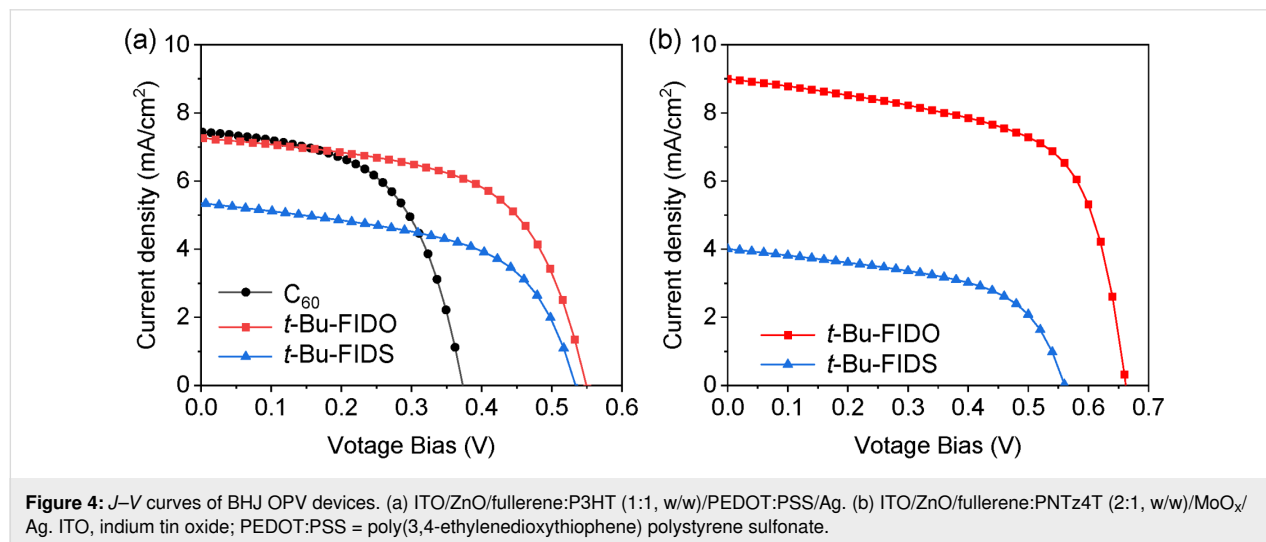 (a)
10
8
6
4
2
0
Current density (mA/cm²)
C₆₀
t-Bu-FIDO
t-Bu-FIDS
0.0 0.1 0.2 0.3 0.4 0.5 0.6
Votage Bias (V)
(b)
10
8
6
4
2
0
Current density (mA/cm²)
t-Bu-FIDO
t-Bu-FIDS
0.0 0.1 0.2 0.3 0.4 0.5 0.6 0.7
Votage Bias (V)
Figure 4: J–V curves of BHJ OPV devices. (a) ITO/ZnO/fullerene:P3HT (1:1, w/w)/PEDOT:PSS/Ag. (b) ITO/ZnO/fullerene:PNTz4T (2:1, w/w)/MoOₓ/
Ag. ITO, indium tin oxide; PEDOT:PSS = poly(3,4-ethylenedioxythiophene) polystyrene sulfonate.